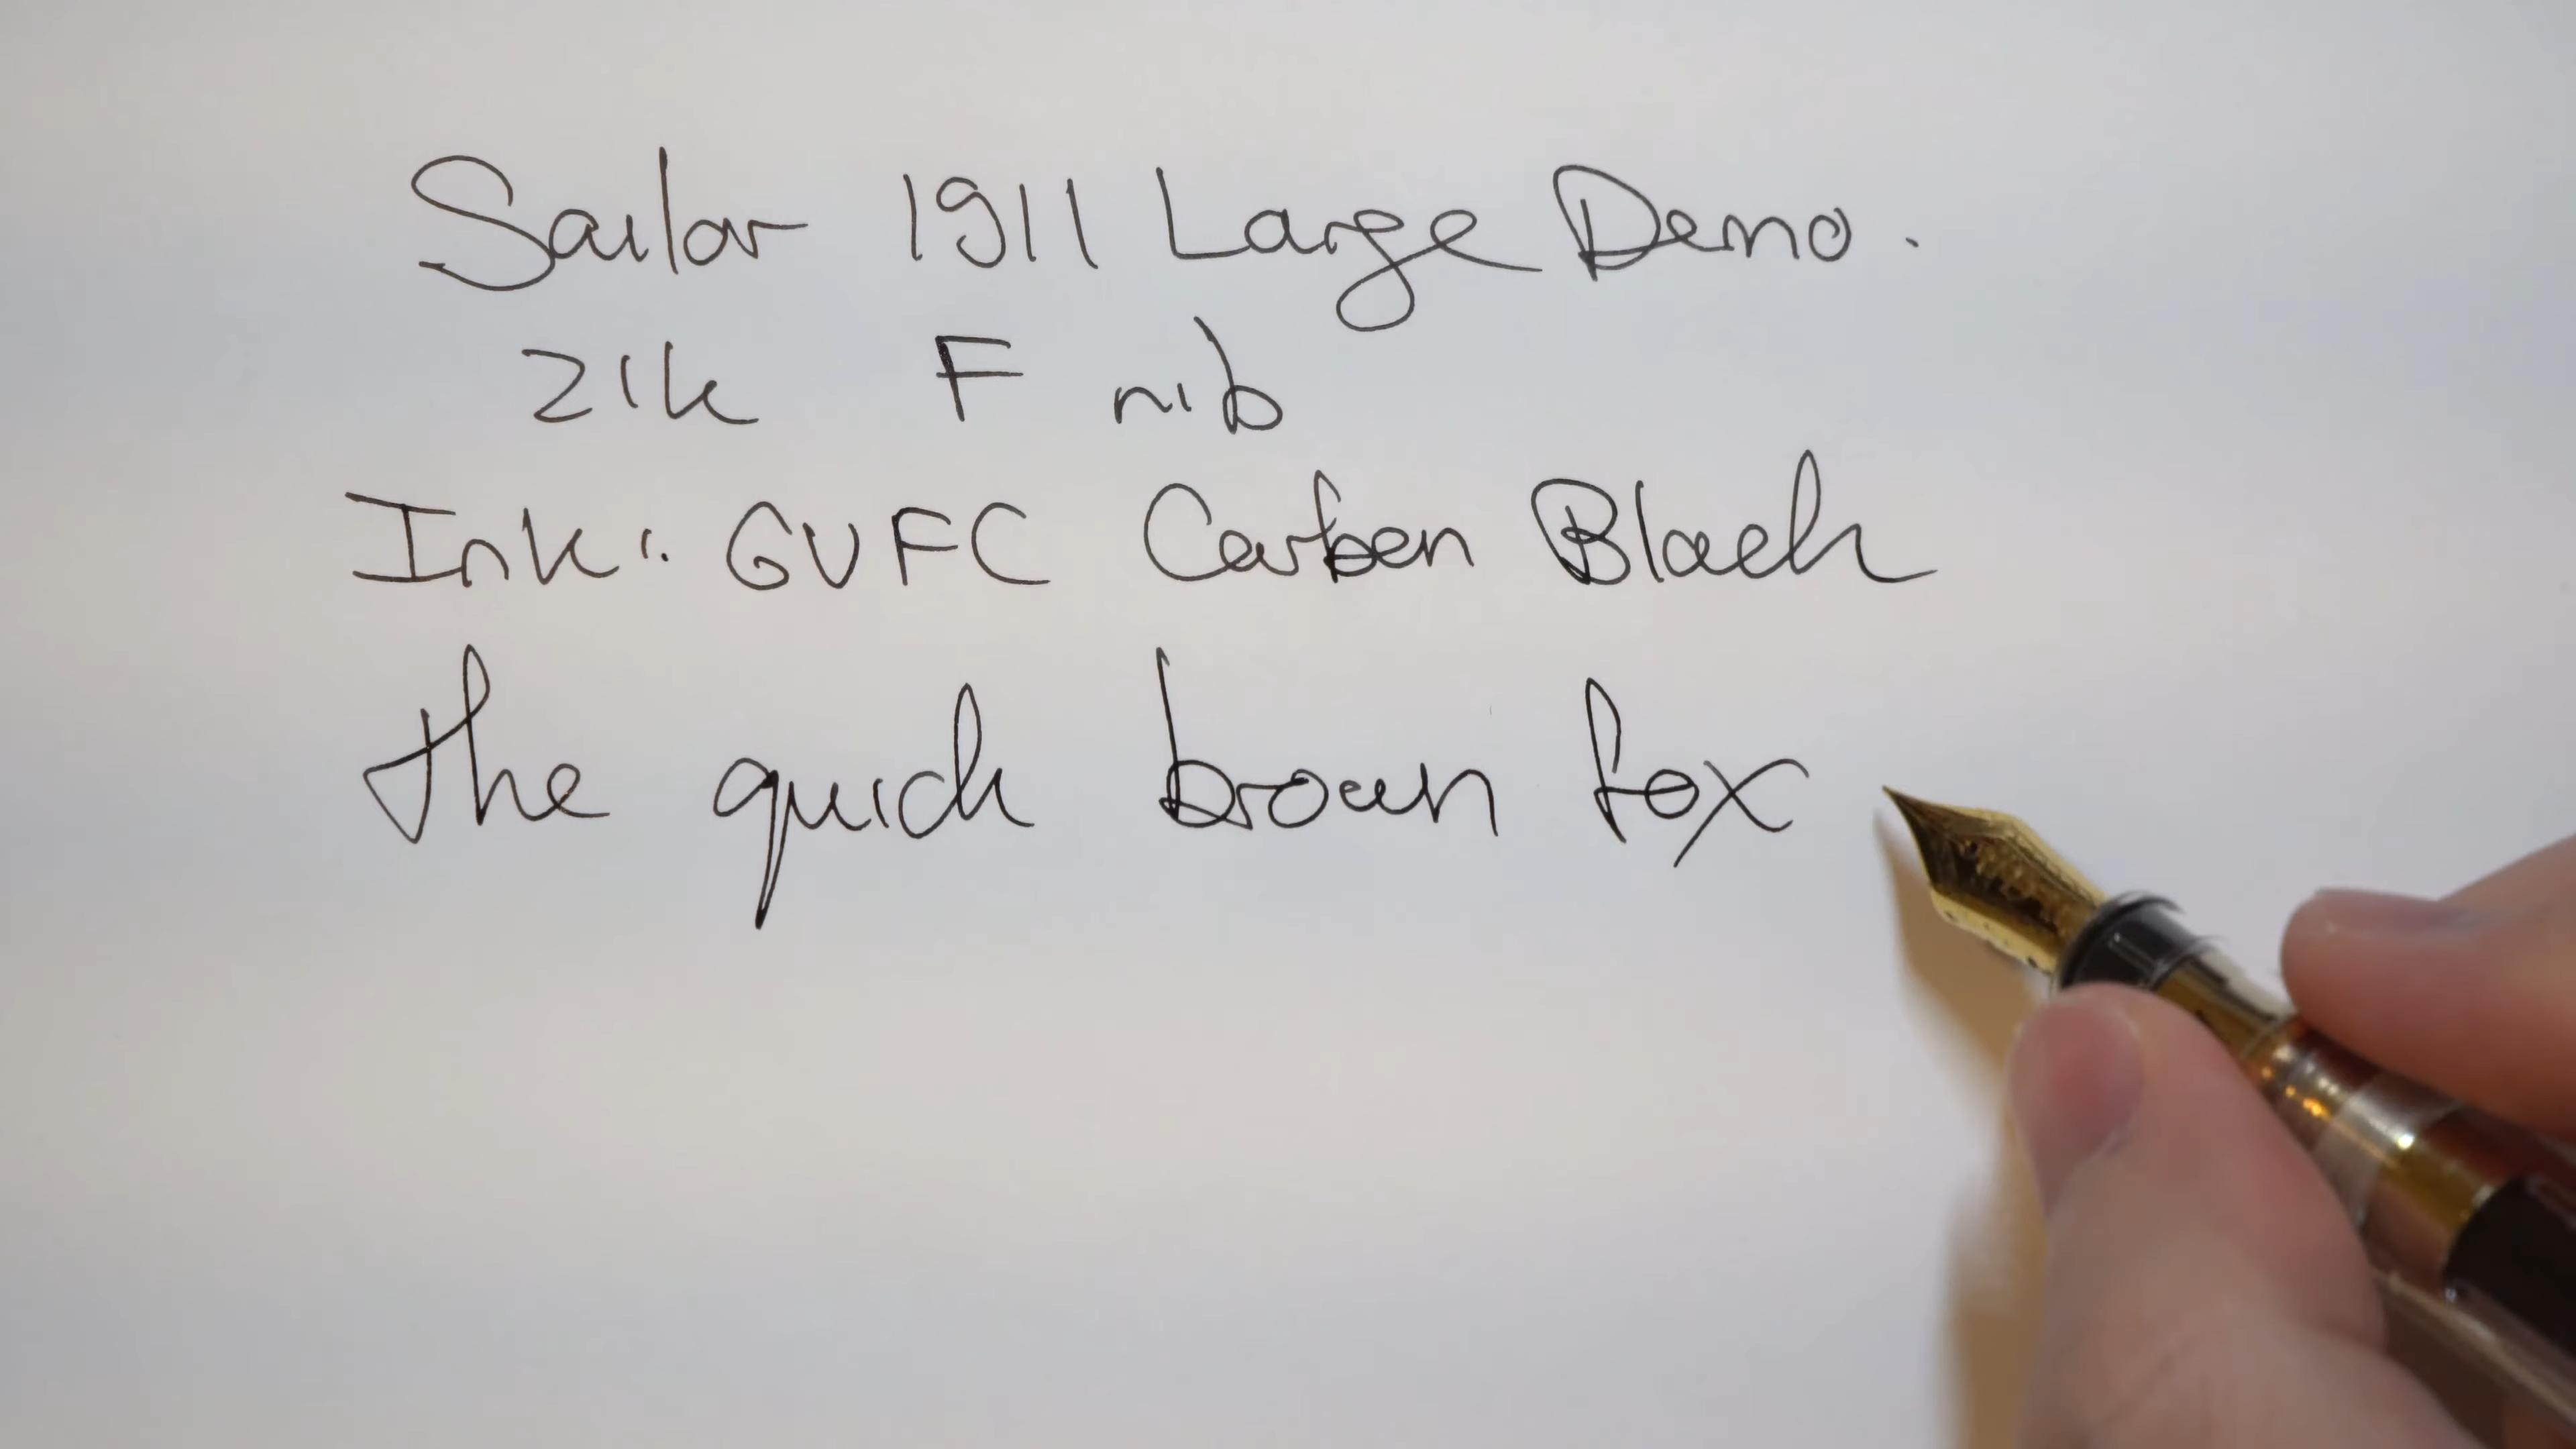 Sailor 1911 Large Demo.
21k F nib
Ink: GVFC Carbon Black
the quick brown fox